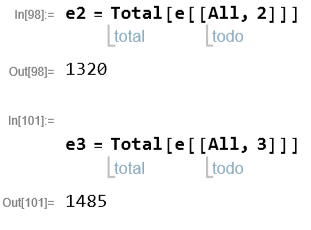 In[98]:= e2 = Total[e[[All, 2]]]
total todo
Out[98]= 1320
In[101]:=
e3 = Total[e[[All, 3]]]
total todo
Out[101]= 1485